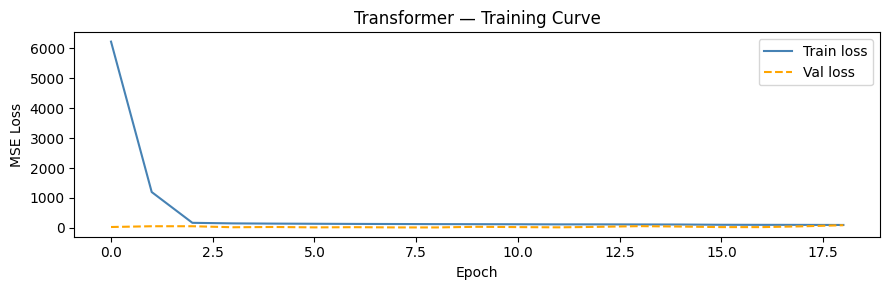 Transformer — Training Curve
MSE Loss
6000
5000
4000
3000
2000
1000
0
Train loss
Val loss
0.0 2.5 5.0 7.5 10.0 12.5 15.0 17.5
Epoch